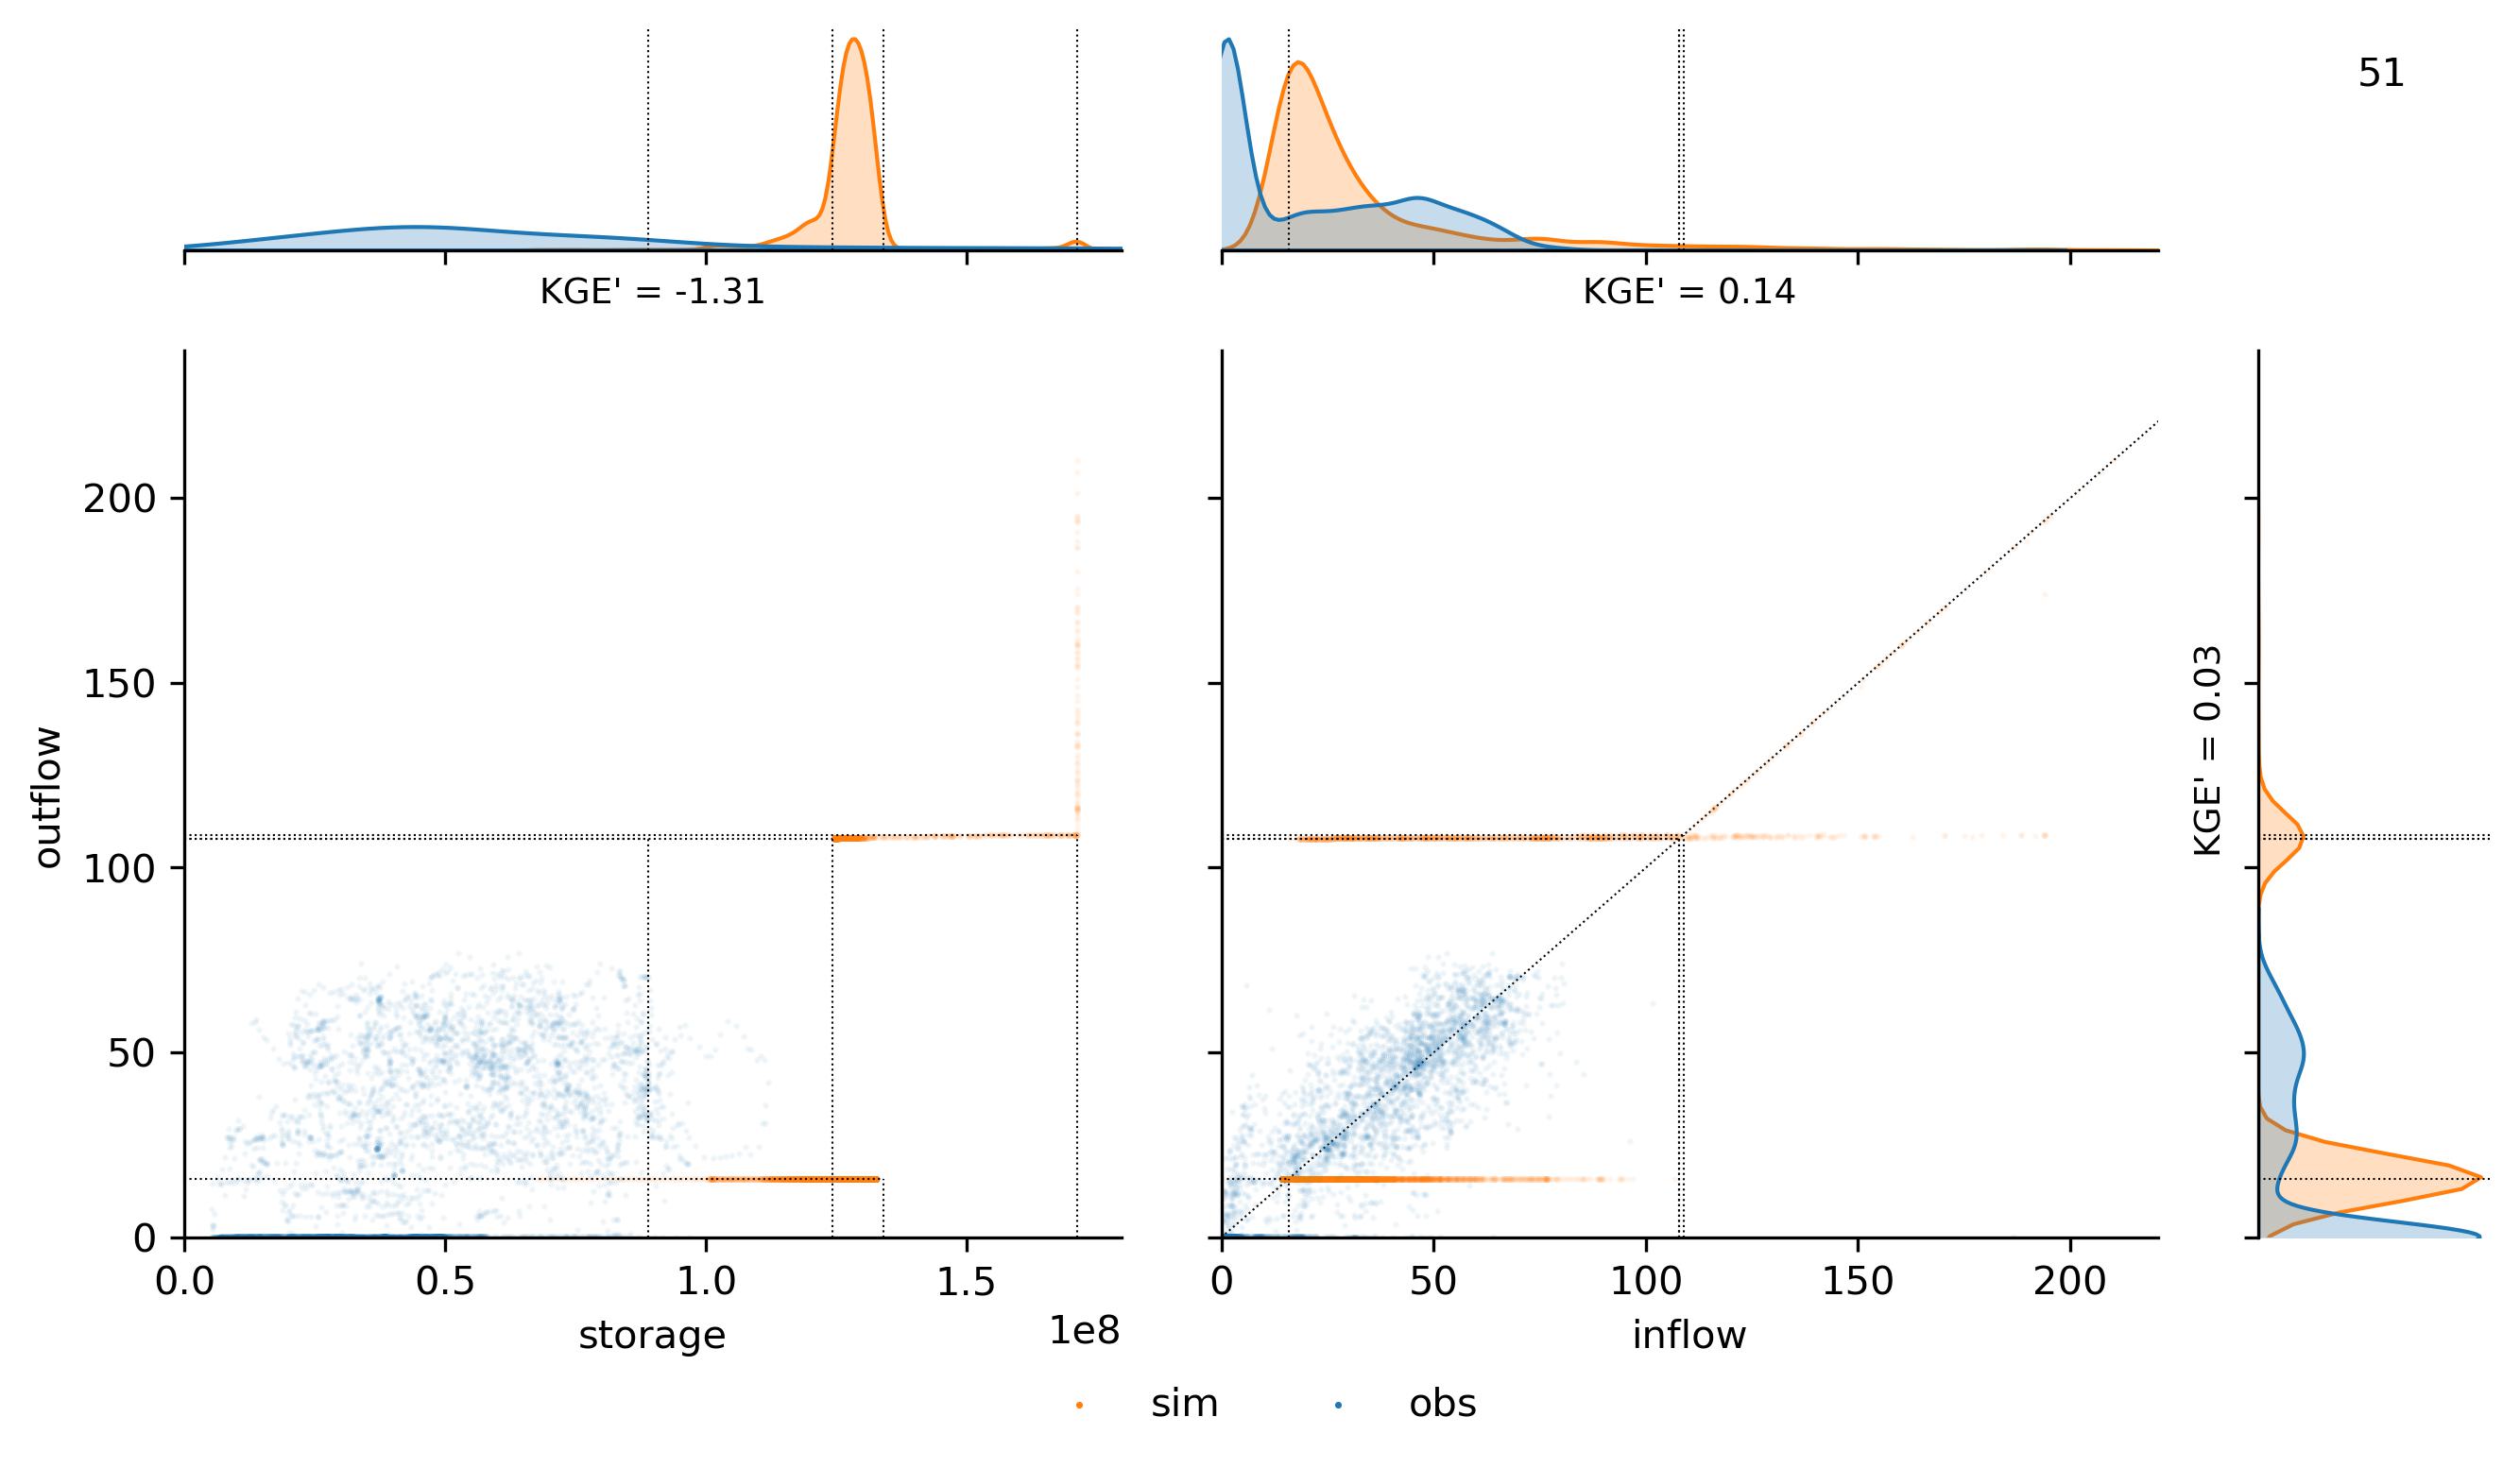 51
KGE' = -1.31
KGE' = 0.14
outflow
200
150
100
50
0
KGE' = 0.03
0.0 0.5 1.0 1.5
storage
1e8
0 50 100 150 200
inflow
sim obs